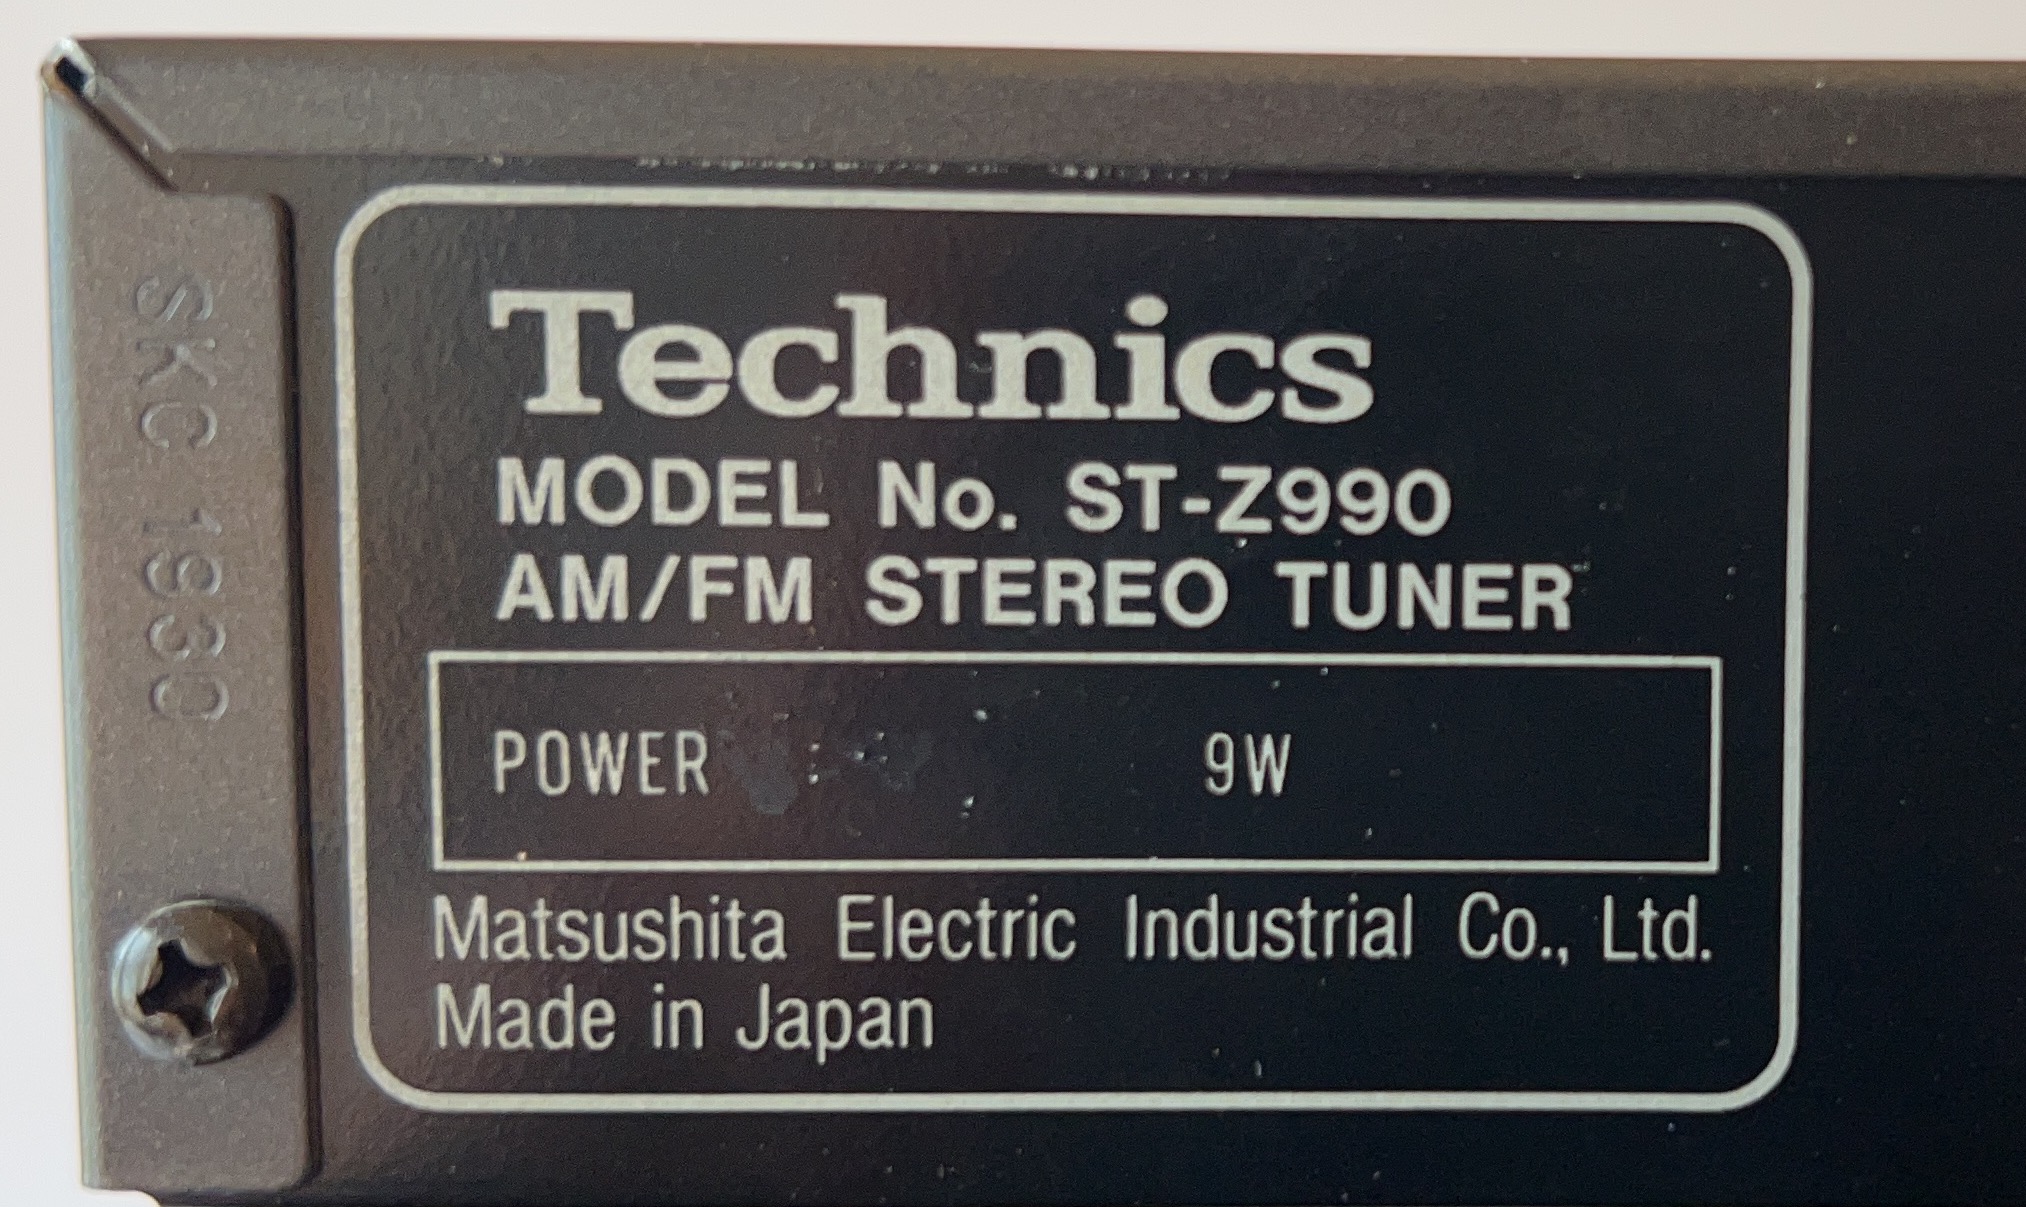 Technics
MODEL No. ST-Z990
AM/FM STEREO TUNER
POWER 9W
Matsushita Electric Industrial Co., Ltd.
Made in Japan
SKC 1930